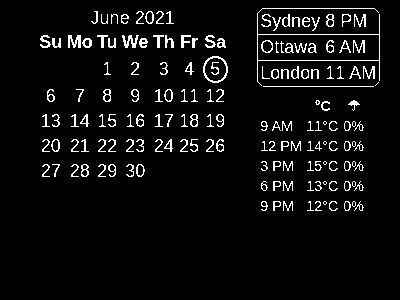 June 2021
Su Mo Tu We Th Fr Sa
1 2 3 4 5
6 7 8 9 10 11 12
13 14 15 16 17 18 19
20 21 22 23 24 25 26
27 28 29 30
Sydney 8 PM
Ottawa 6 AM
London 11 AM
°C ☂
9 AM 11°C 0%
12 PM 14°C 0%
3 PM 15°C 0%
6 PM 13°C 0%
9 PM 12°C 0%